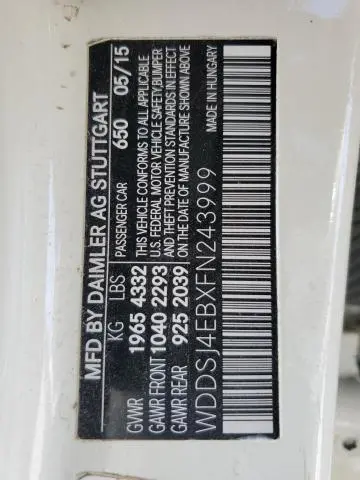 MFD BY DAIMLER AG STUTTGART
KG LBS PASSENGER CAR 650 05/15
GVWR 1965 4332 THIS VEHICLE CONFORMS TO ALL APPLICABLE
GAWR FRONT 1040 2293 U.S. FEDERAL MOTOR VEHICLE SAFETY, BUMPER
GAWR REAR 925 2039 AND THEFT PREVENTION STANDARDS IN EFFECT
ON THE DATE OF MANUFACTURE SHOWN ABOVE
WDDSJ4EBXFN243999 MADE IN HUNGARY